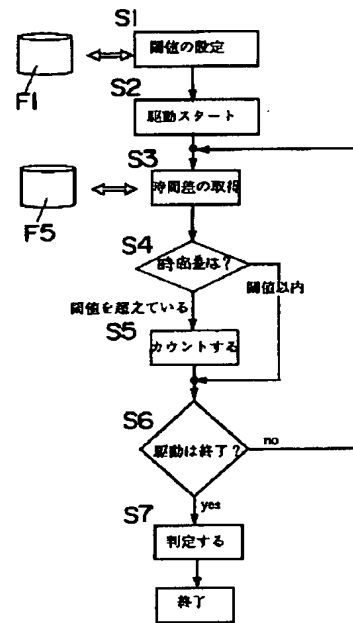 S1
閾値の設定
F1
S2
駆動スタート
S3
時間差の取得
F5
S4
時間差は?
閾値以内
閾値を超えている
S5
カウントする
S6
駆動は終了?
no
yes
S7
判定する
終了